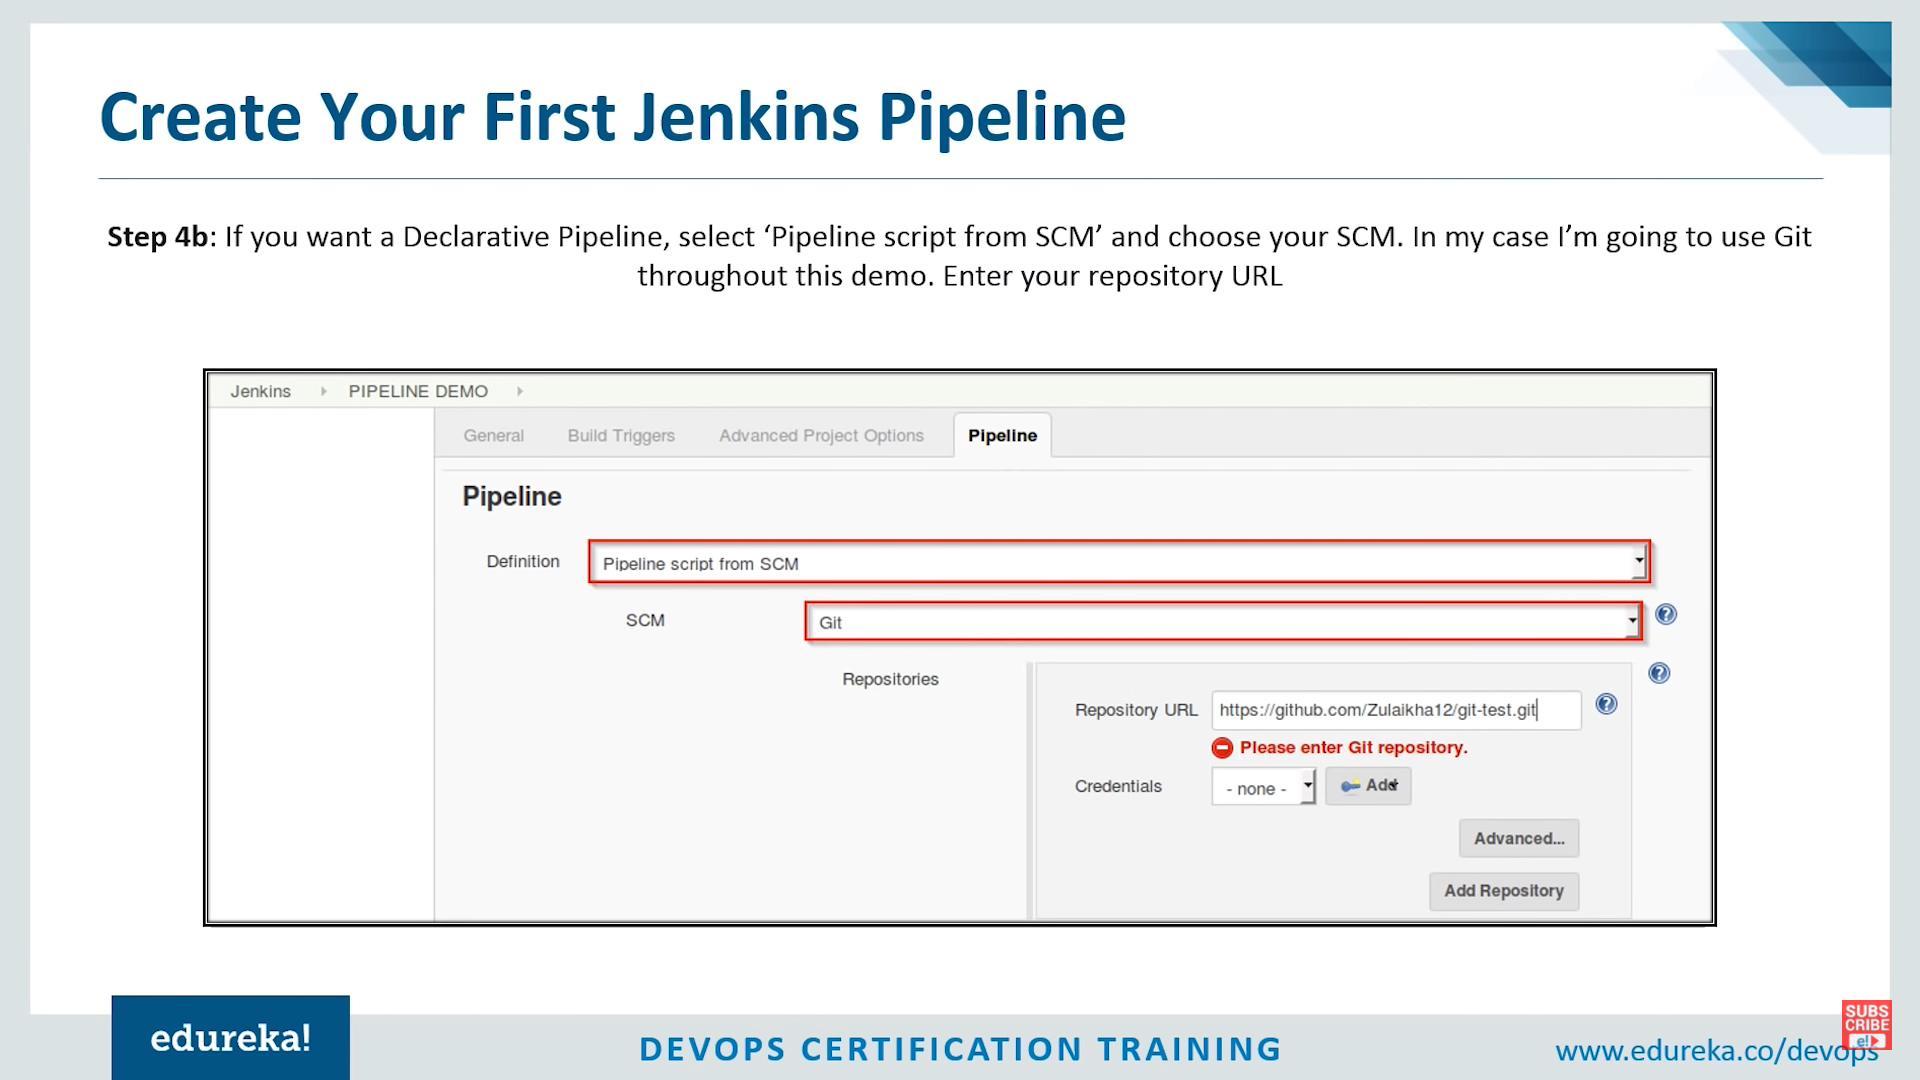 Create Your First Jenkins Pipeline
Step 4b: If you want a Declarative Pipeline, select ‘Pipeline script from SCM’ and choose your SCM. In my case I’m going to use Git
throughout this demo. Enter your repository URL
Jenkins PIPELINE DEMO
General Build Triggers Advanced Project Options Pipeline
Pipeline
Definition Pipeline script from SCM
SCM Git
Repositories
Repository URL https://github.com/Zulaikha12/git-test.git
Please enter Git repository.
Credentials - none - Add
Advanced...
Add Repository
edureka!
DEVOPS CERTIFICATION TRAINING
www.edureka.co/devops
SUBS
CRIBE
e!